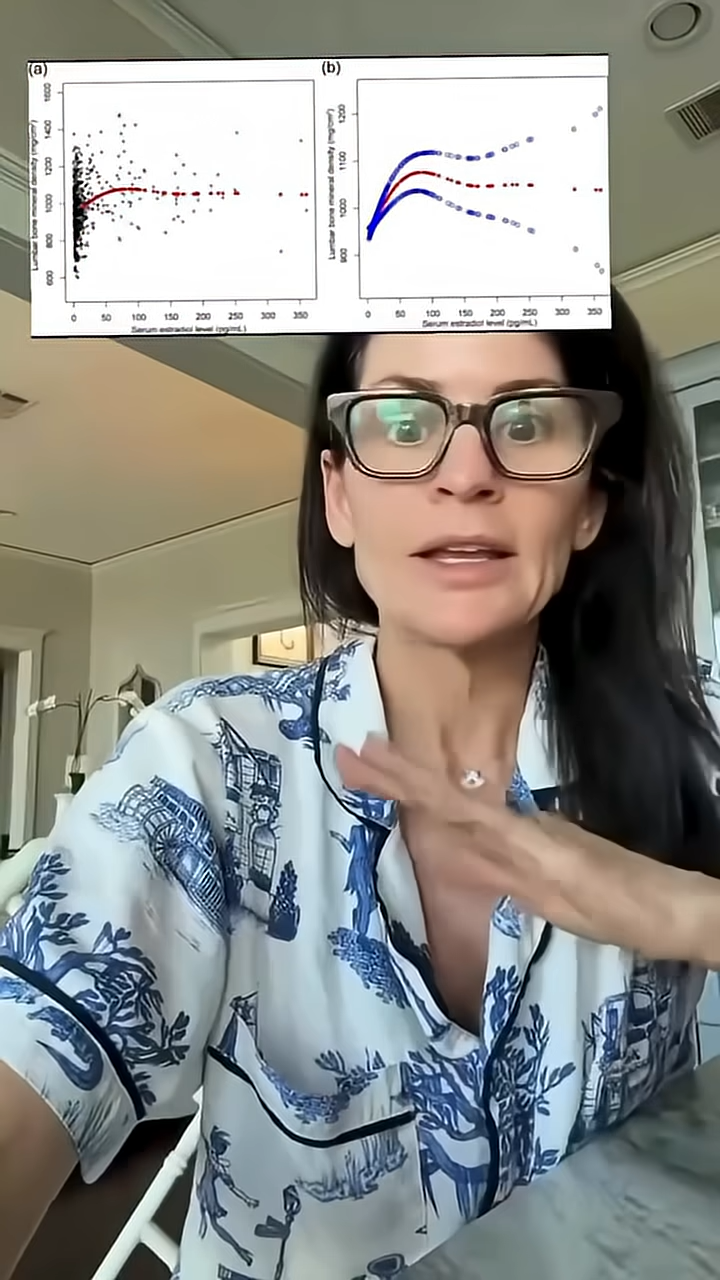 (a)
Lumbar bone mineral density (mg/cm²)
1600
1400
1200
1000
800
600
0 50 100 150 200 250 300 350
Serum estradiol level (pg/mL)
(b)
Lumbar bone mineral density (mg/cm²)
1200
1100
1000
900
0 50 100 150 200 250 300 350
Serum estradiol level (pg/mL)